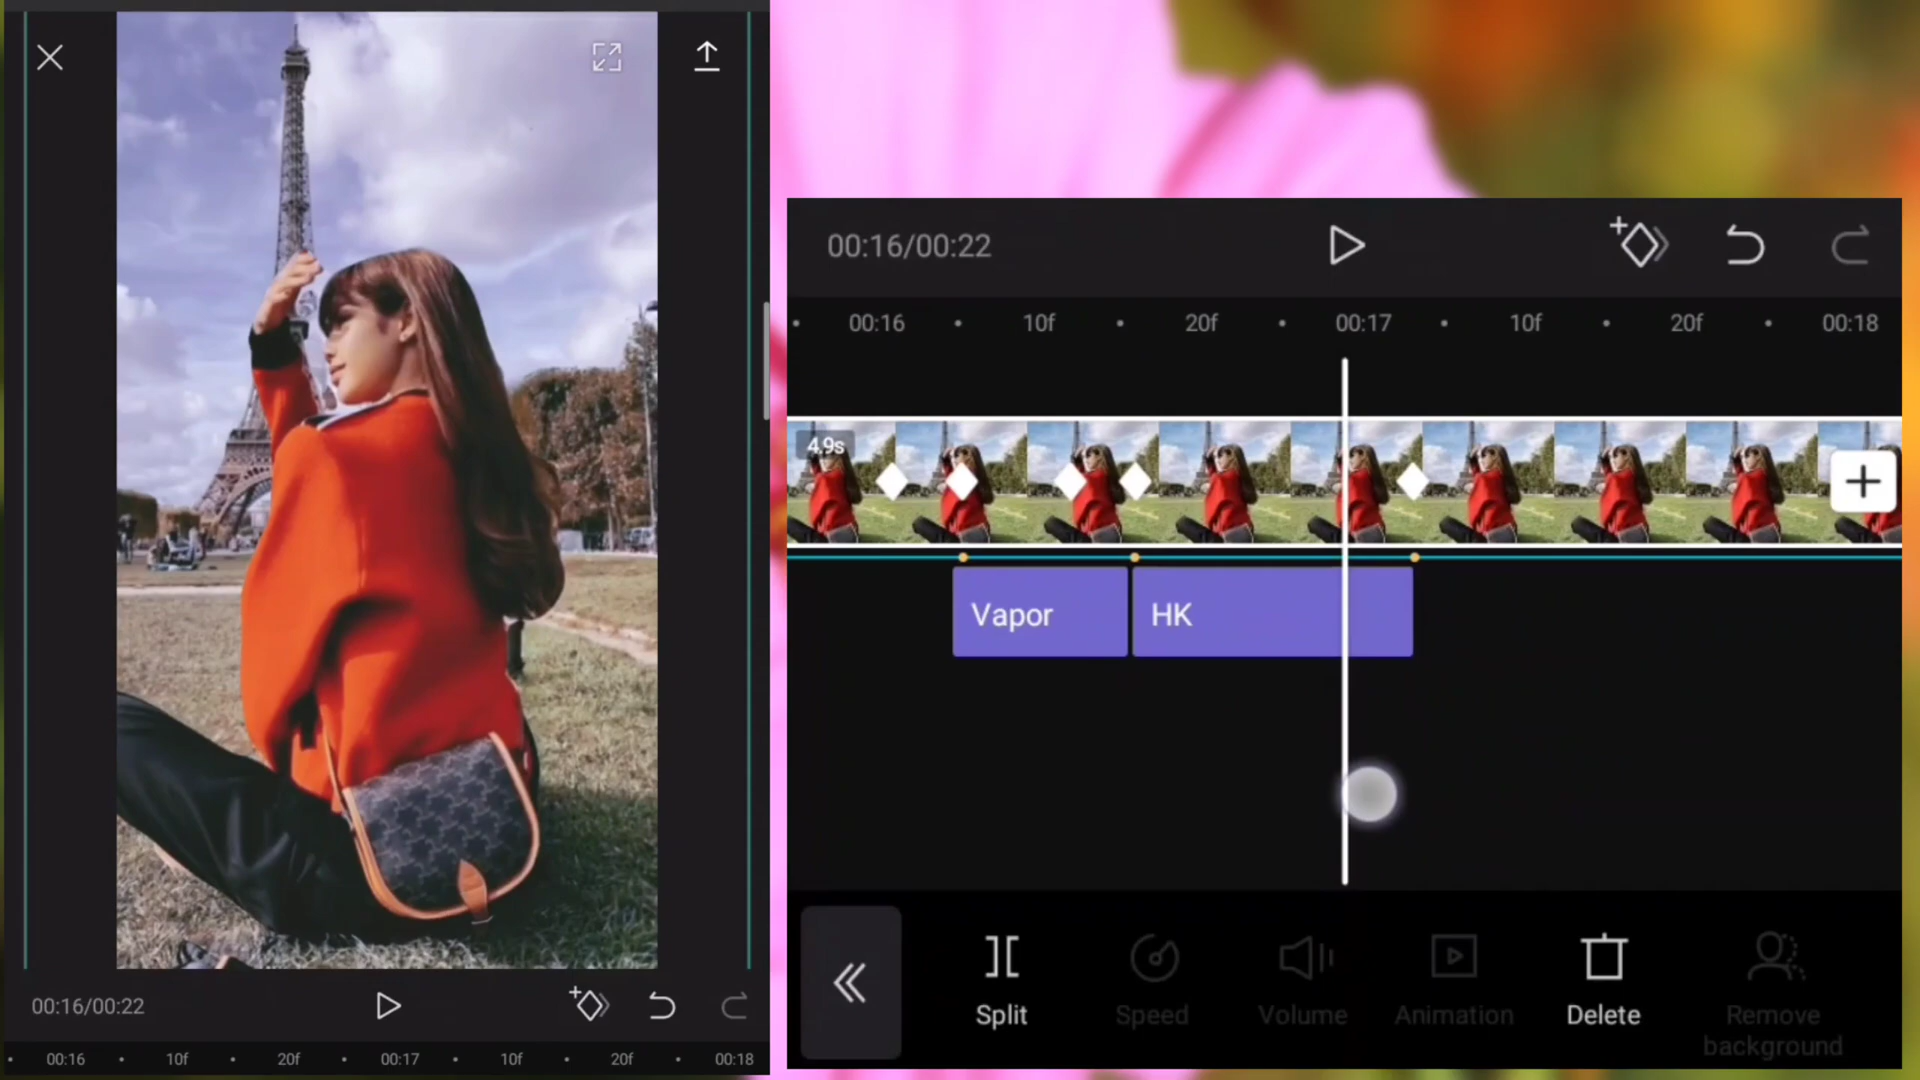 00:16/00:22
00:16 10f 20f 00:17 10f 20f 00:18
00:16/00:22
00:16 10f 20f 00:17 10f 20f 00:18
4.9s
Vapor HK
Split Speed Volume Animation Delete Remove
background